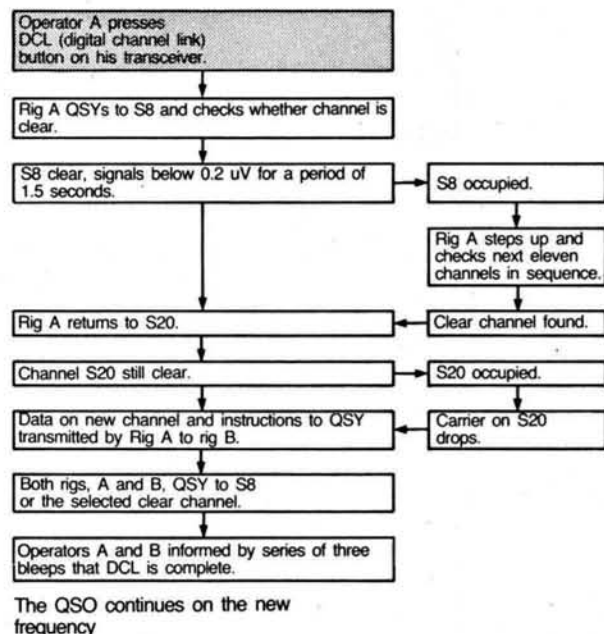 Operator A presses
DCL (digital channel link)
button on his transceiver.
Rig A QSYs to S8 and checks whether channel is
clear.
S8 clear, signals below 0.2 uV for a period of
1.5 seconds.
S8 occupied.
Rig A steps up and
checks next eleven
channels in sequence.
Rig A returns to S20.
Clear channel found.
Channel S20 still clear.
S20 occupied.
Data on new channel and instructions to QSY
transmitted by Rig A to rig B.
Carrier on S20
drops.
Both rigs, A and B, QSY to S8
or the selected clear channel.
Operators A and B informed by series of three
bleeps that DCL is complete.
The QSO continues on the new
frequency